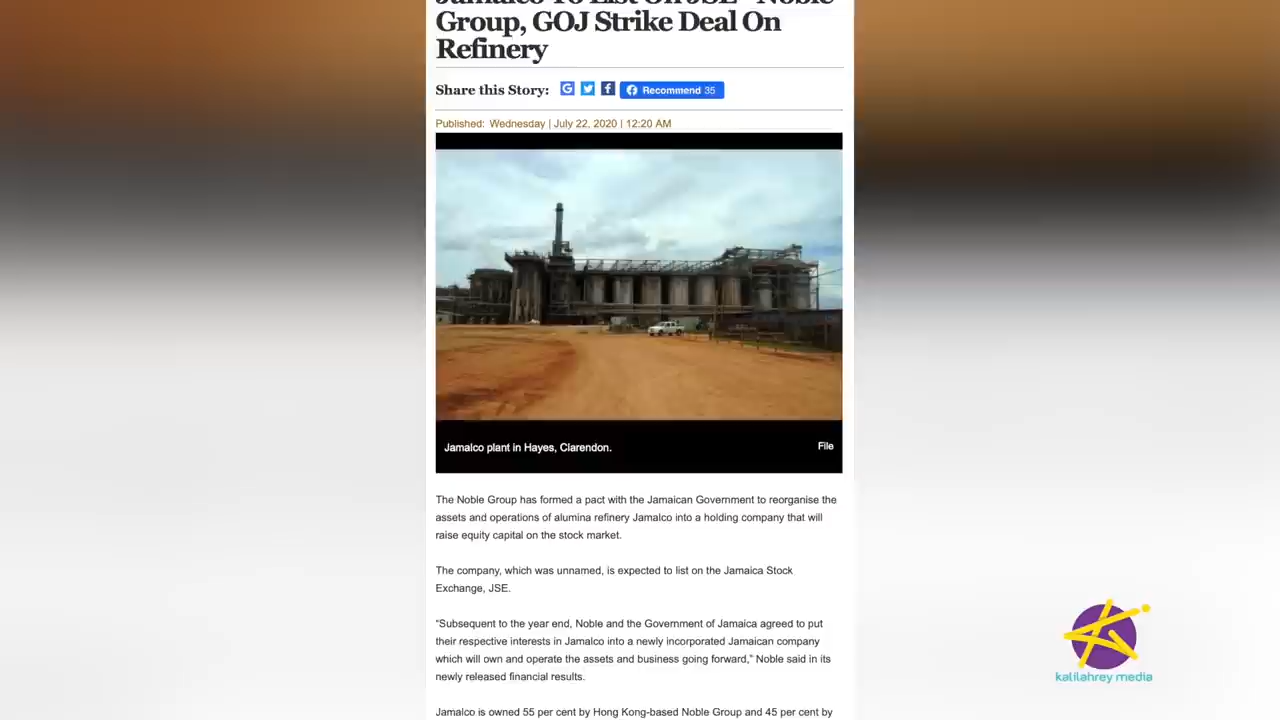 Jamalco To List On JSE - Noble
Group, GOJ Strike Deal On
Refinery
Share this Story:
Recommend 35
Published: Wednesday | July 22, 2020 | 12:20 AM
Jamalco plant in Hayes, Clarendon.
File
The Noble Group has formed a pact with the Jamaican Government to reorganise the
assets and operations of alumina refinery Jamalco into a holding company that will
raise equity capital on the stock market.
The company, which was unnamed, is expected to list on the Jamaica Stock
Exchange, JSE.
“Subsequent to the year end, Noble and the Government of Jamaica agreed to put
their respective interests in Jamalco into a newly incorporated Jamaican company
which will own and operate the assets and business going forward,” Noble said in its
newly released financial results.
Jamalco is owned 55 per cent by Hong Kong-based Noble Group and 45 per cent by
kalilahrey media